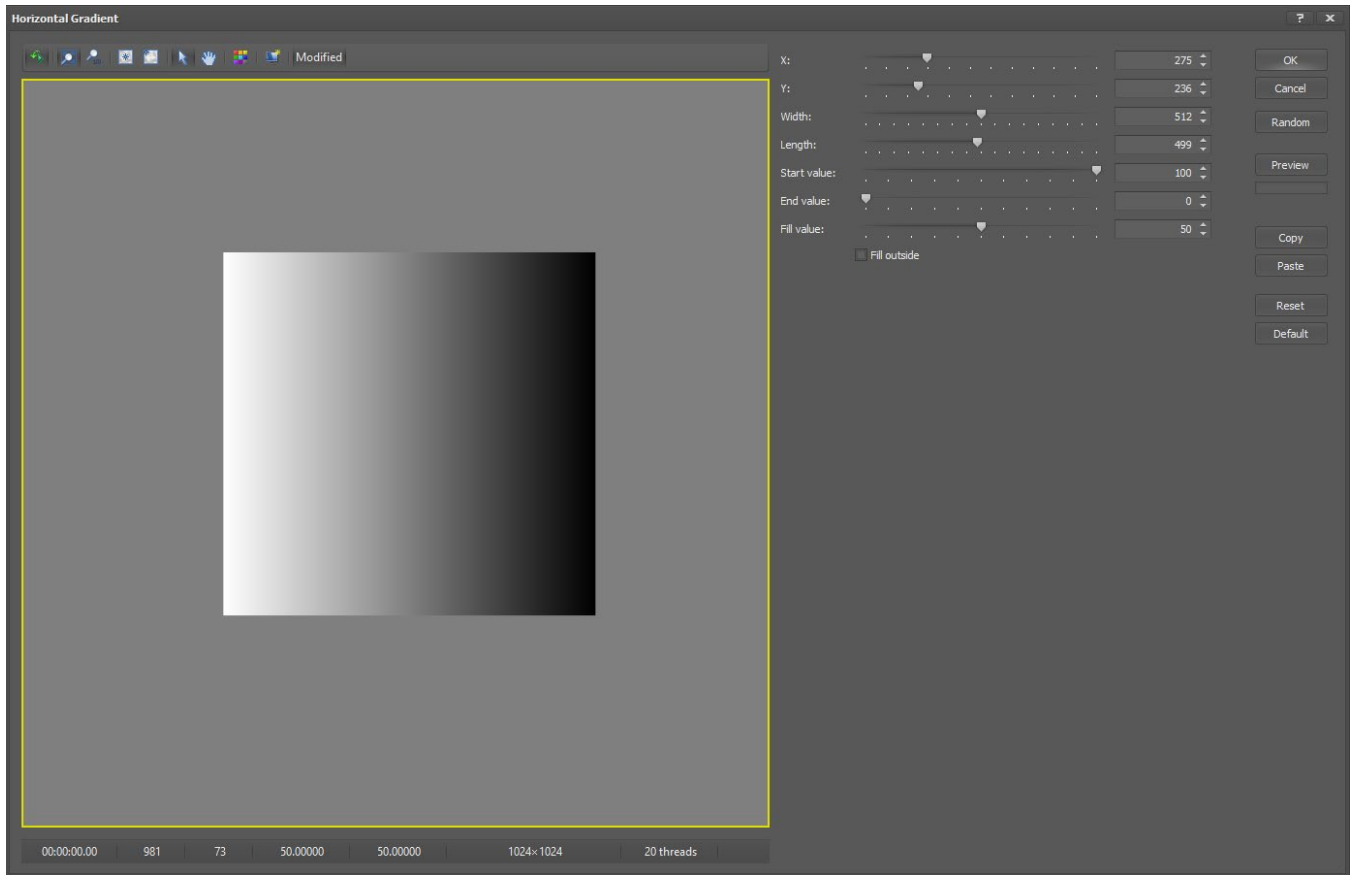 Horizontal Gradient
? x
Modified
X: 275 OK
Y: 236 Cancel
Width: 512 Random
Length: 499
Start value: 100 Preview
End value: 0
Fill value: 50 Copy
Fill outside Paste
Reset
Default
00:00:00.00 981 73 50.00000 50.00000 1024×1024 20 threads